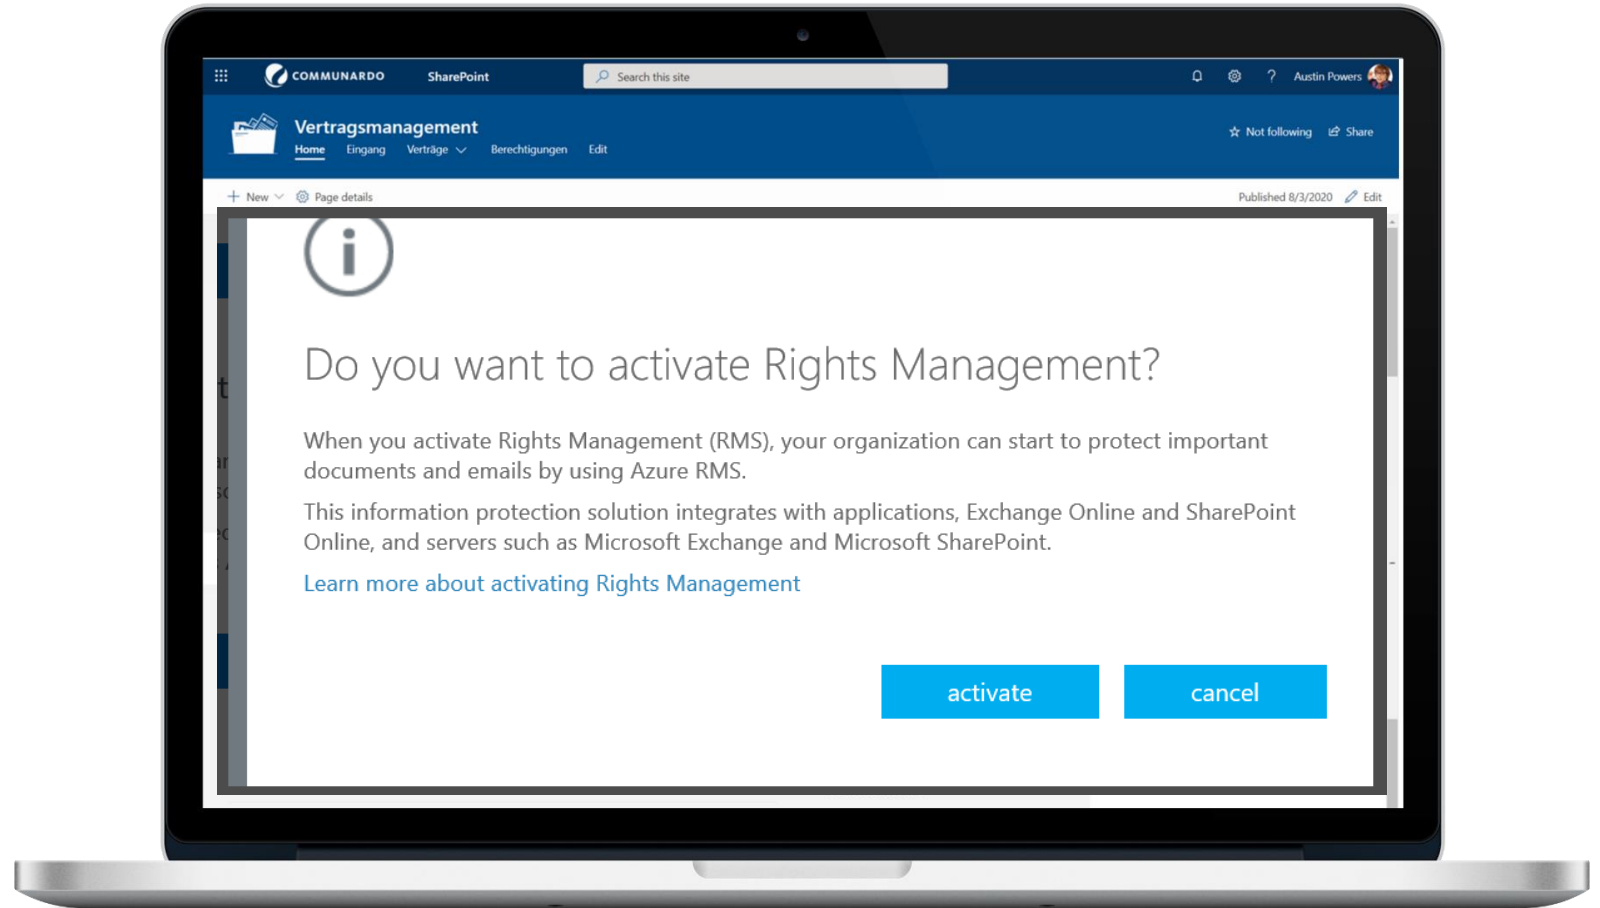 COMMUNARDO SharePoint Search this site ? Austin Powers
Vertragsmanagement
Not following Share
Home Eingang Verträge Berechtigungen Edit
+ New Page details Published 8/3/2020 Edit
Do you want to activate Rights Management?
When you activate Rights Management (RMS), your organization can start to protect important
documents and emails by using Azure RMS.
This information protection solution integrates with applications, Exchange Online and SharePoint
Online, and servers such as Microsoft Exchange and Microsoft SharePoint.
Learn more about activating Rights Management
activate cancel